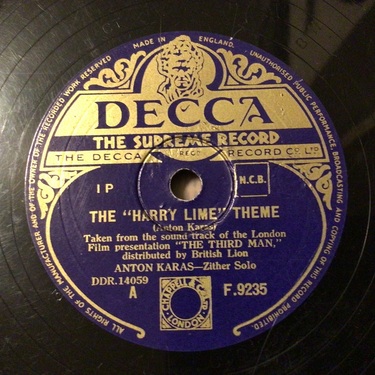 MADE IN ENGLAND.
ALL RIGHTS OF THE MANUFACTURER AND OF THE OWNER OF THE RECORDED WORK RESERVED
UNAUTHORISED PUBLIC PERFORMANCE, BROADCASTING AND COPYING OF THIS RECORD PROHIBITED
DECCA
THE SUPREME RECORD
THE DECCA RECORD CO. LTD.
1 P
N.C.B.
THE "HARRY LIME" THEME
(Anton Karas)
Taken from the sound track of the London
Film presentation "THE THIRD MAN,"
distributed by British Lion
ANTON KARAS—Zither Solo
DDR.14059
A
F.9235
CHAPPELL & CO LTD
LONDON